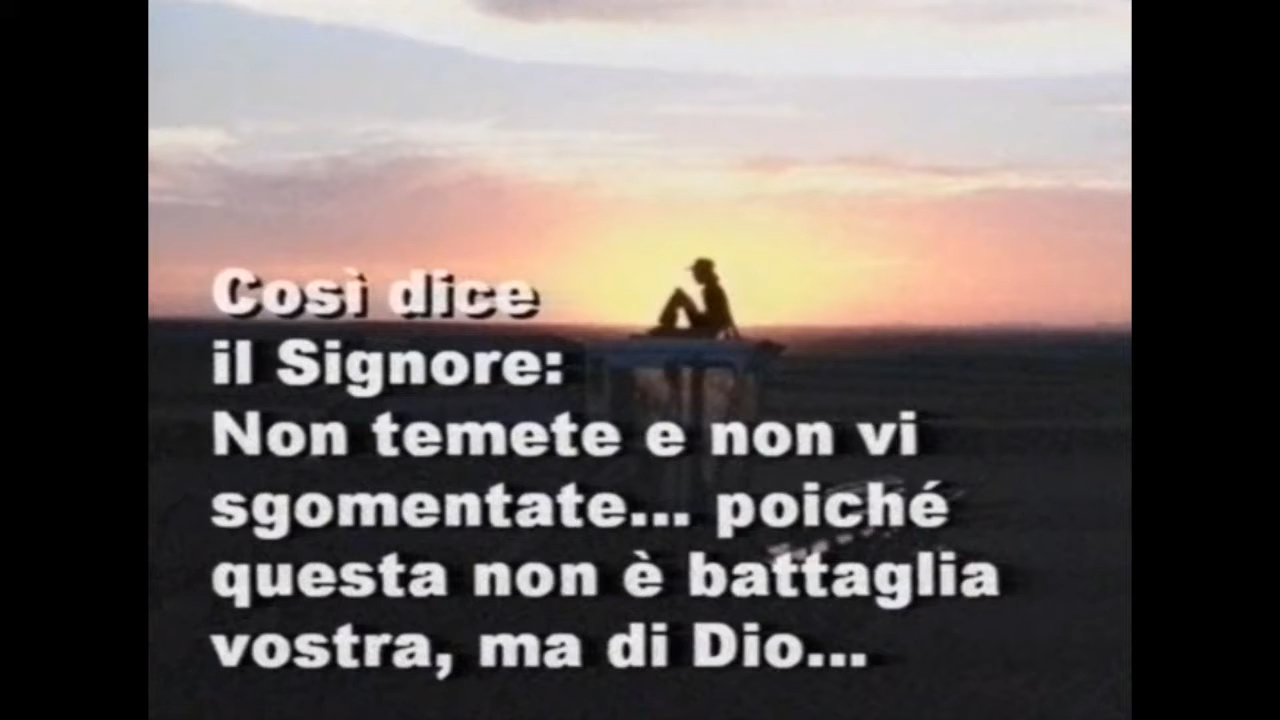 Così dice
il Signore:
Non temete e non vi
sgomentate... poiché
questa non è battaglia
vostra, ma di Dio...